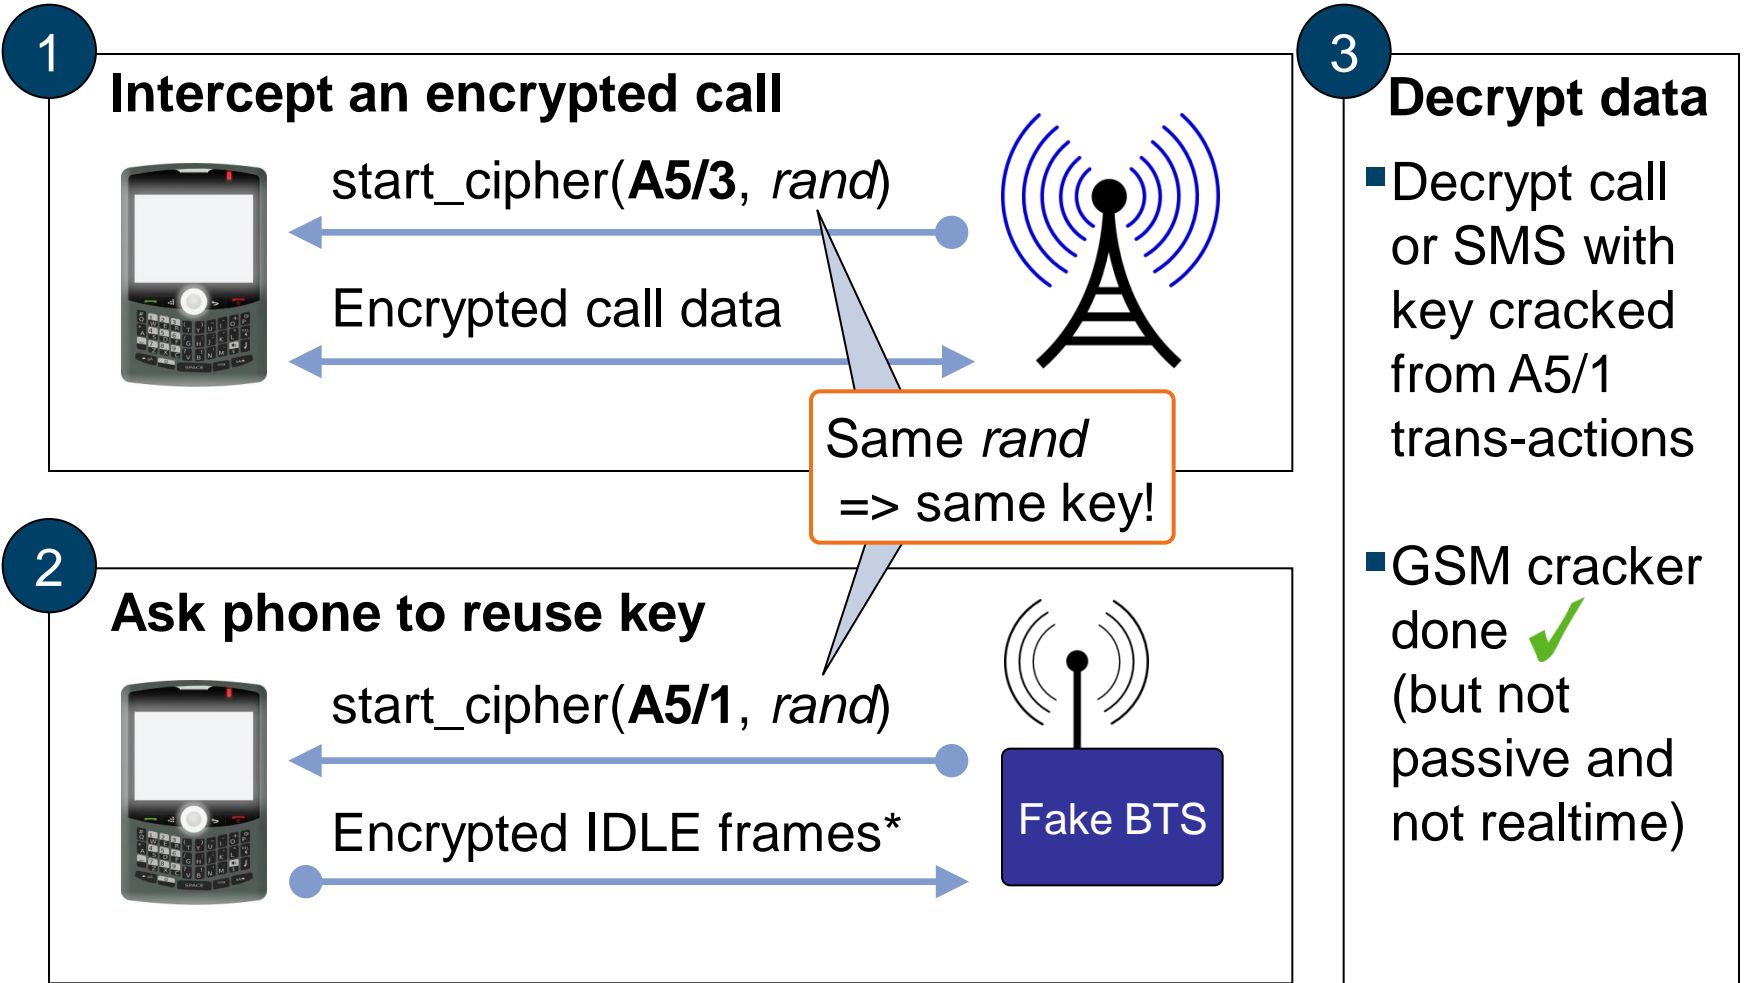 1
Intercept an encrypted call
start_cipher(A5/3, rand)
Encrypted call data
Same rand
=> same key!
2
Ask phone to reuse key
start_cipher(A5/1, rand)
Encrypted IDLE frames*
Fake BTS
3
Decrypt data
Decrypt call
or SMS with
key cracked
from A5/1
trans-actions
GSM cracker
done
(but not
passive and
not realtime)